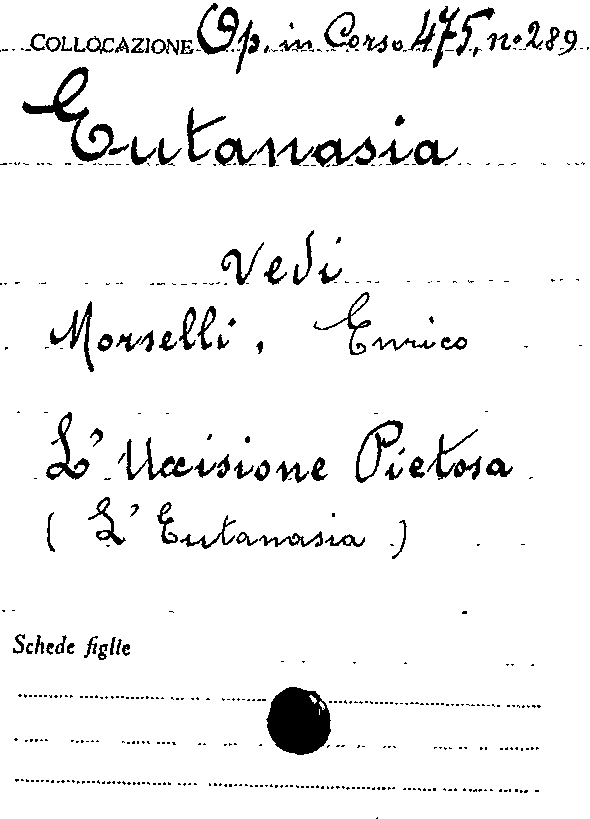 COLLOCAZIONE Op. in Corso 475, n° 289
Eutanasia
Vedi
Morselli, Enrico
L'Uccisione Pietosa
(L'Eutanasia)
Schede figlie